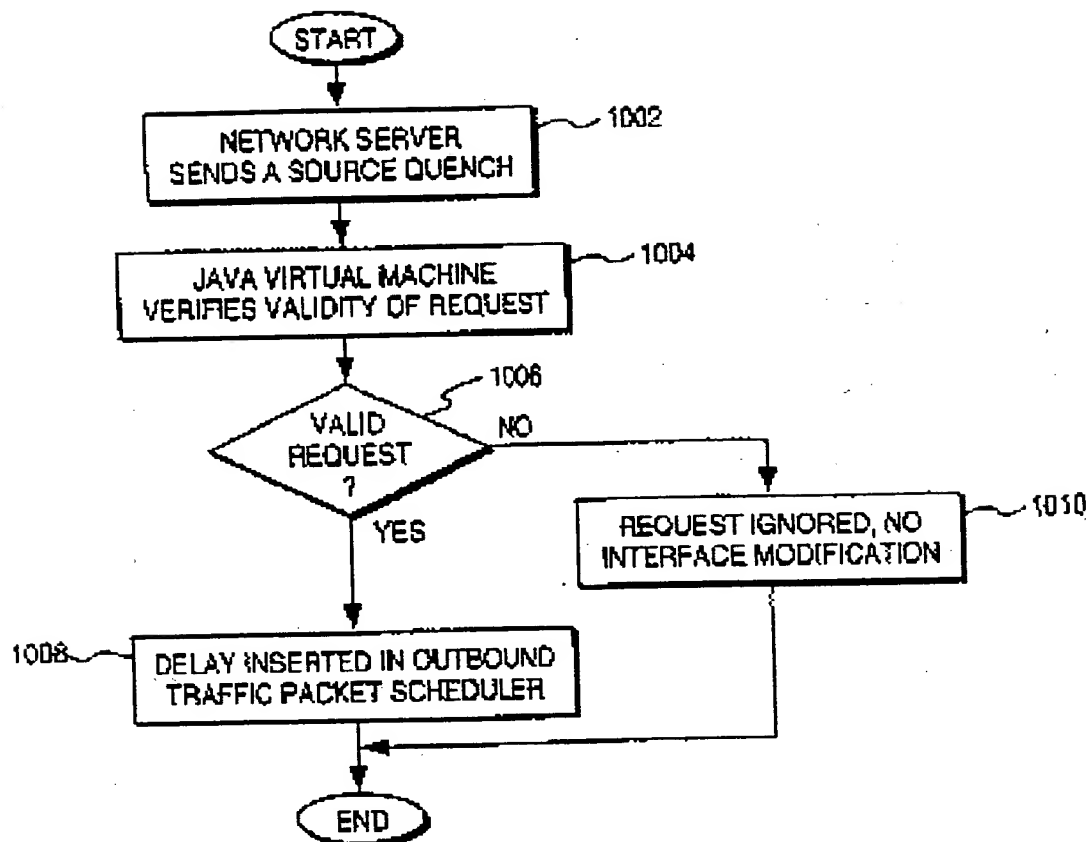 START
NETWORK SERVER
SENDS A SOURCE QUENCH
1002
JAVA VIRTUAL MACHINE
VERIFIES VALIDITY OF REQUEST
1004
VALID
REQUEST
?
1006
NO
YES
REQUEST IGNORED, NO
INTERFACE MODIFICATION
1010
1008
DELAY INSERTED IN OUTBOUND
TRAFFIC PACKET SCHEDULER
END